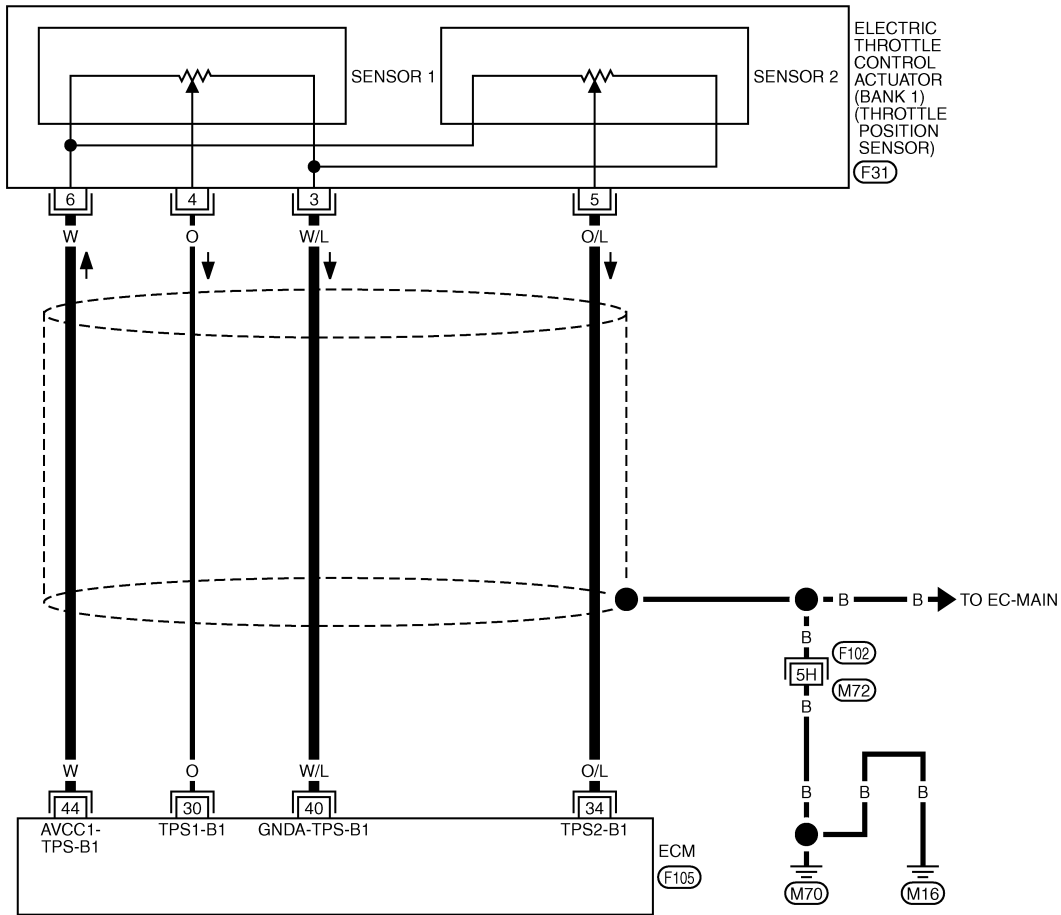 SENSOR 1
SENSOR 2
ELECTRIC
THROTTLE
CONTROL
ACTUATOR
(BANK 1)
(THROTTLE
POSITION
SENSOR)
F31
6
4
3
5
W
O
W/L
O/L
B
B
TO EC-MAIN
B
F102
5H
M72
B
W
O
W/L
O/L
B
B
B
44
30
40
34
AVCC1-
TPS-B1
TPS1-B1
GNDA-TPS-B1
TPS2-B1
ECM
F105
M70
M16